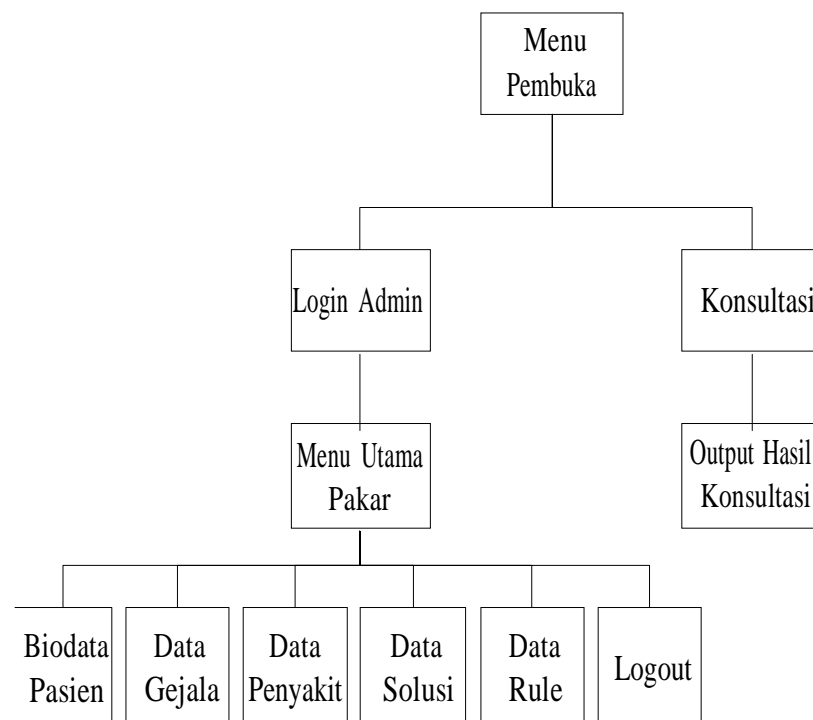 Menu
Pembuka
Login Admin
Konsultasi
Menu Utama
Pakar
Output Hasil
Konsultasi
Biodata
Pasien
Data
Gejala
Data
Penyakit
Data
Solusi
Data
Rule
Logout